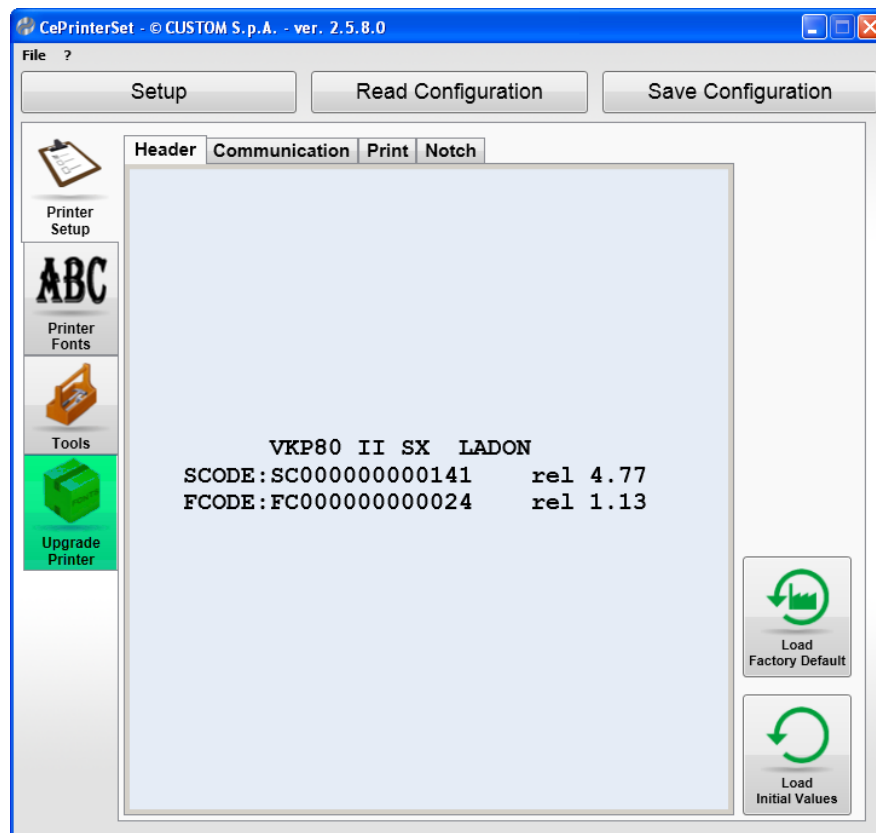 CePrinterSet - © CUSTOM S.p.A. - ver. 2.5.8.0
File ?
Setup Read Configuration Save Configuration
Header Communication Print Notch
Printer
Setup
ABC
Printer
Fonts
Tools
FONTS
Upgrade
Printer
VKP80 II SX LADON
SCODE:SC000000000141 rel 4.77
FCODE:FC000000000024 rel 1.13
Load
Factory Default
Load
Initial Values